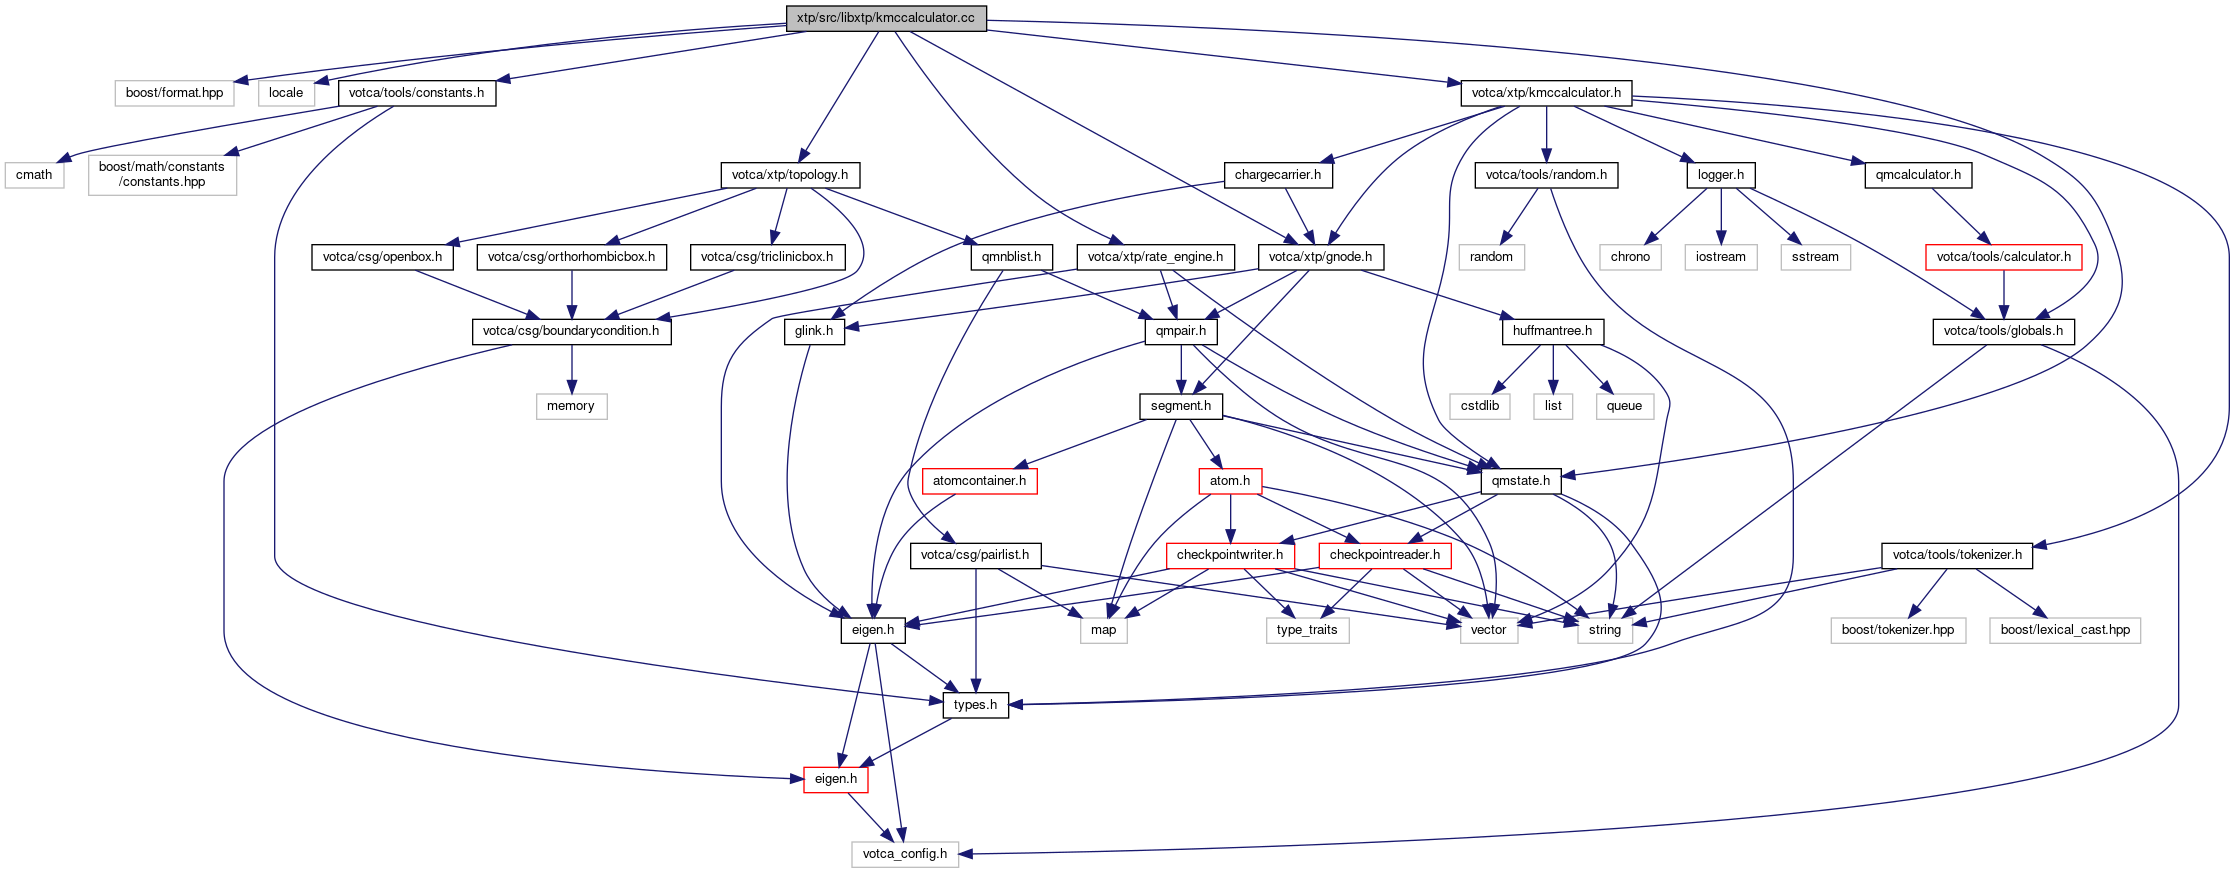 xtp/src/libxtp/kmccalculator.cc
boost/format.hpp
locale
votca/tools/constants.h
votca/xtp/kmccalculator.h
cmath
boost/math/constants
/constants.hpp
votca/xtp/topology.h
chargecarrier.h
votca/tools/random.h
logger.h
qmcalculator.h
votca/csg/openbox.h
votca/csg/orthorhombicbox.h
votca/csg/triclinicbox.h
qmnblist.h
votca/xtp/rate_engine.h
votca/xtp/gnode.h
random
chrono
iostream
sstream
votca/tools/calculator.h
votca/csg/boundarycondition.h
glink.h
qmpair.h
huffmantree.h
votca/tools/globals.h
memory
segment.h
cstdlib
list
queue
atomcontainer.h
atom.h
qmstate.h
votca/csg/pairlist.h
checkpointwriter.h
checkpointreader.h
votca/tools/tokenizer.h
eigen.h
map
type_traits
vector
string
boost/tokenizer.hpp
boost/lexical_cast.hpp
types.h
eigen.h
votca_config.h